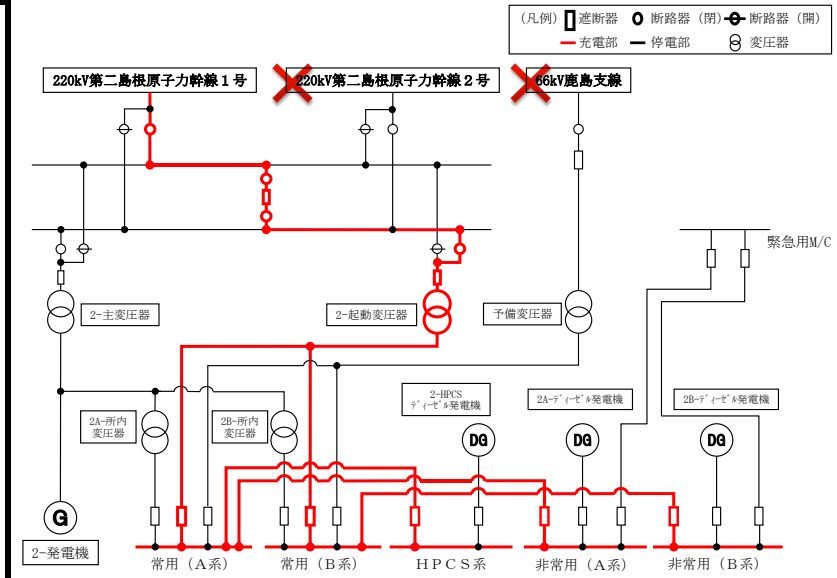 (凡例) 遮断器 断路器(閉) 断路器(開)
充電部 停電部 変圧器
220kV第二島根原子力幹線1号
220kV第二島根原子力幹線2号
66kV鹿島支線
緊急用M/C
2-主変圧器
2-起動変圧器
予備変圧器
2A-所内
変圧器
2B-所内
変圧器
2-HPCS
ディーゼル発電機
2A-ディーゼル発電機
2B-ディーゼル発電機
DG
DG
DG
G
2-発電機
常用(A系)
常用(B系)
HPCS系
非常用(A系)
非常用(B系)